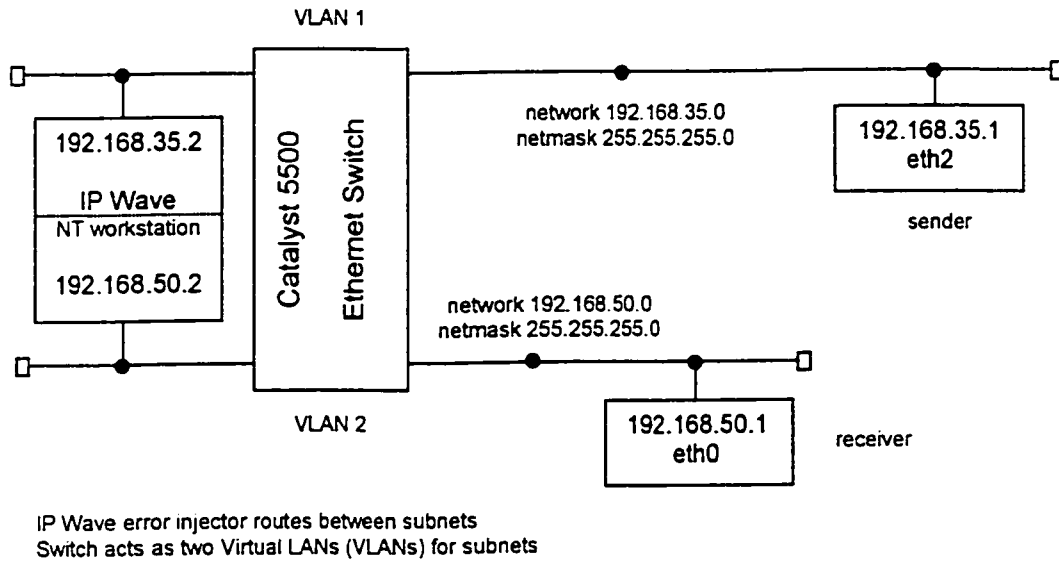 VLAN 1
192.168.35.2
IP Wave
NT workstation
192.168.50.2
Catalyst 5500
Ethernet Switch
network 192.168.35.0
netmask 255.255.255.0
192.168.35.1
eth2
sender
network 192.168.50.0
netmask 255.255.255.0
VLAN 2
192.168.50.1
eth0
receiver
IP Wave error injector routes between subnets
Switch acts as two Virtual LANs (VLANs) for subnets